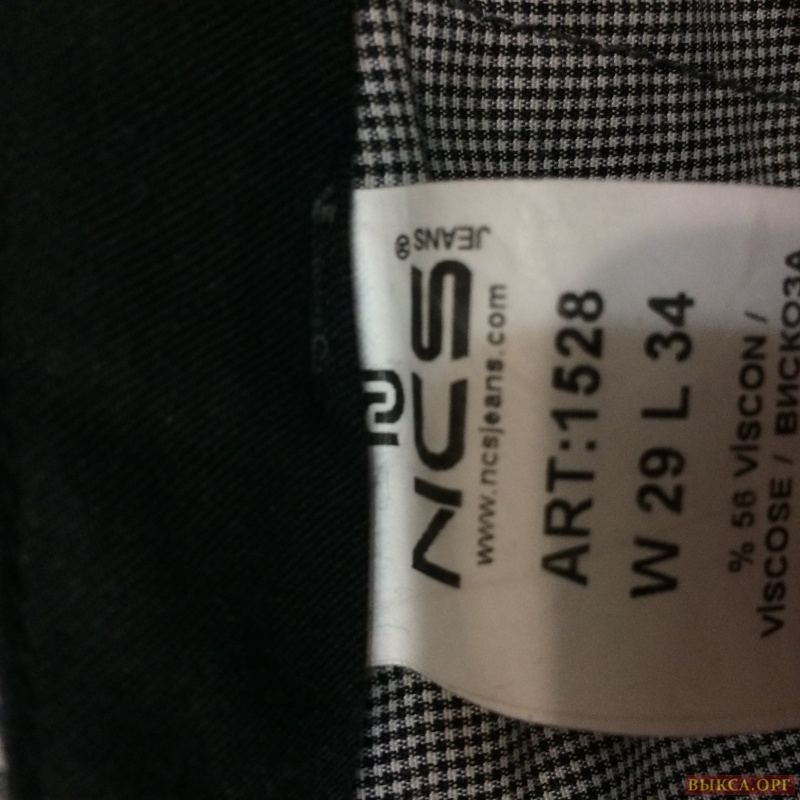 NCS
JEANS®
www.ncsjeans.com
ART:1528
W 29 L 34
% 56 VISCON /
VISCOSE / ВИСКОЗА
ВЫКСА.ОРГ